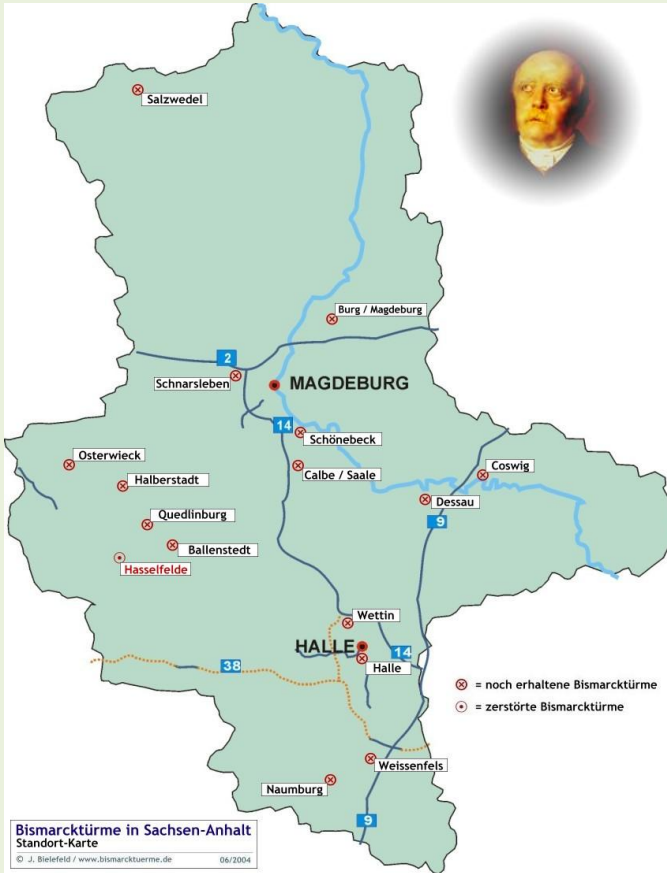 Salzwedel
Burg / Magdeburg
2
Schnarsleben
MAGDEBURG
14
Schönebeck
Osterwieck
Calbe / Saale
Coswig
Halberstadt
Dessau
Quedlinburg
9
Ballenstedt
Hasselfelde
Wettin
HALLE
14
38
Halle
= noch erhaltene Bismarcktürme
= zerstörte Bismarcktürme
Weissenfels
Naumburg
9
Bismarcktürme in Sachsen-Anhalt
Standort-Karte
© J. Bielefeld / www.bismarcktuerme.de 06/2004